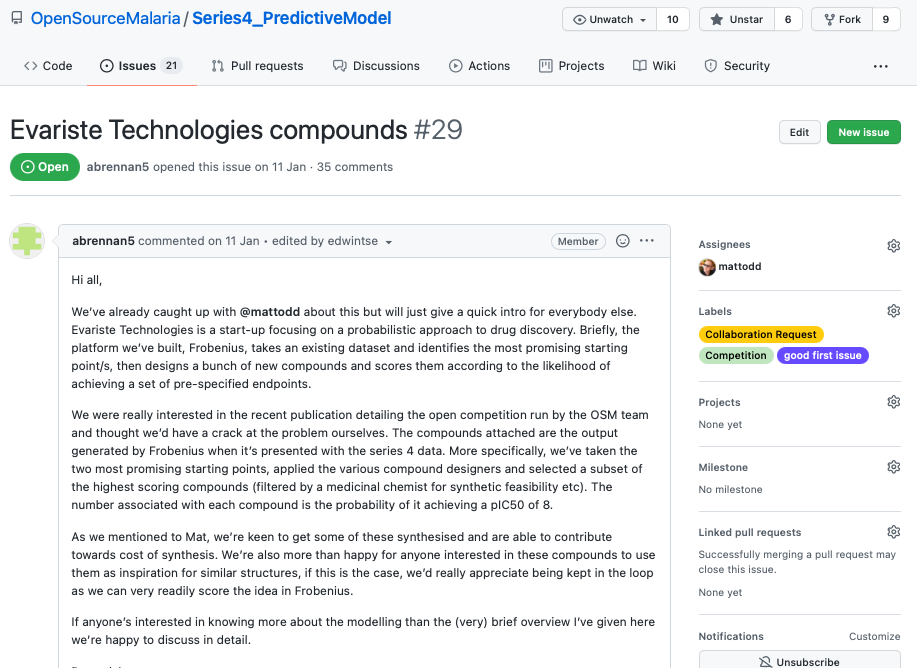 OpenSourceMalaria / Series4_PredictiveModel
Unwatch 10
Unstar 6
Fork 9
Code
Issues 21
Pull requests
Discussions
Actions
Projects
Wiki
Security
Evariste Technologies compounds #29
Edit
New issue
Open
abrennan5 opened this issue on 11 Jan · 35 comments
abrennan5 commented on 11 Jan • edited by edwintse
Member
Hi all,
We've already caught up with @mattodd about this but will just give a quick intro for everybody else.
Evariste Technologies is a start-up focusing on a probabilistic approach to drug discovery. Briefly, the
platform we've built, Frobenius, takes an existing dataset and identifies the most promising starting
point/s, then designs a bunch of new compounds and scores them according to the likelihood of
achieving a set of pre-specified endpoints.
We were really interested in the recent publication detailing the open competition run by the OSM team
and thought we'd have a crack at the problem ourselves. The compounds attached are the output
generated by Frobenius when it's presented with the series 4 data. More specifically, we've taken the
two most promising starting points, applied the various compound designers and selected a subset of
the highest scoring compounds (filtered by a medicinal chemist for synthetic feasibility etc). The
number associated with each compound is the probability of it achieving a pIC50 of 8.
As we mentioned to Mat, we're keen to get some of these synthesised and are able to contribute
towards cost of synthesis. We're also more than happy for anyone interested in these compounds to use
them as inspiration for similar structures, if this is the case, we'd really appreciate being kept in the loop
as we can very readily score the idea in Frobenius.
If anyone's interested in knowing more about the modelling than the (very) brief overview I've given here
we're happy to discuss in detail.
Assignees
mattodd
Labels
Collaboration Request
Competition
good first issue
Projects
None yet
Milestone
No milestone
Linked pull requests
Successfully merging a pull request may
close this issue.
None yet
Notifications
Customize
Unsubscribe